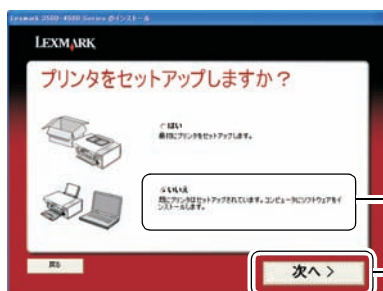 Lexmark 3500-4500 Series のインストール
LEXMARK
プリンタをセットアップしますか？
はい
最初にプリンタをセットアップします。
いいえ
既にプリンタはセットアップされています。コンピュータにソフトウェアをイ
ンストールします。
戻る
次へ >